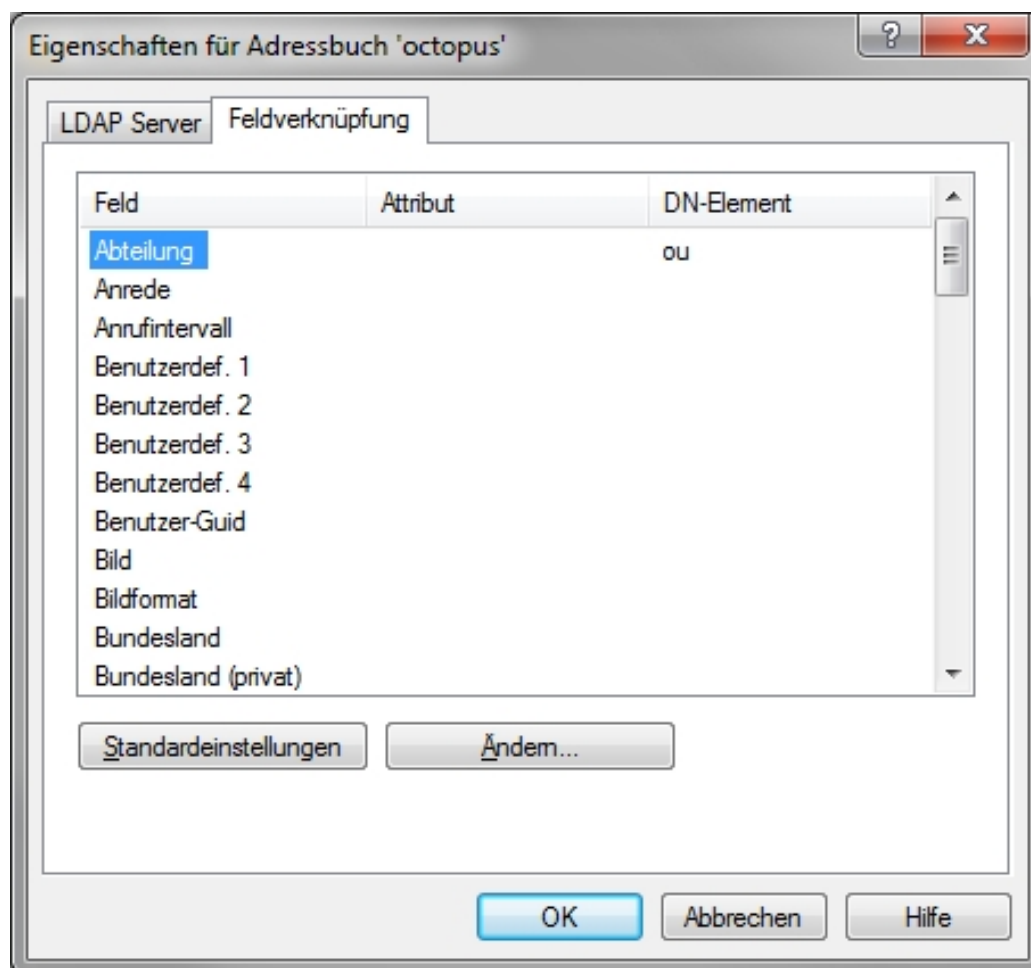 Eigenschaften für Adressbuch 'octopus'
LDAP Server Feldverknüpfung
Feld Attribut DN-Element
Abteilung ou
Anrede
Anrufintervall
Benutzerdef. 1
Benutzerdef. 2
Benutzerdef. 3
Benutzerdef. 4
Benutzer-Guid
Bild
Bildformat
Bundesland
Bundesland (privat)
Standardeinstellungen Ändern...
OK Abbrechen Hilfe